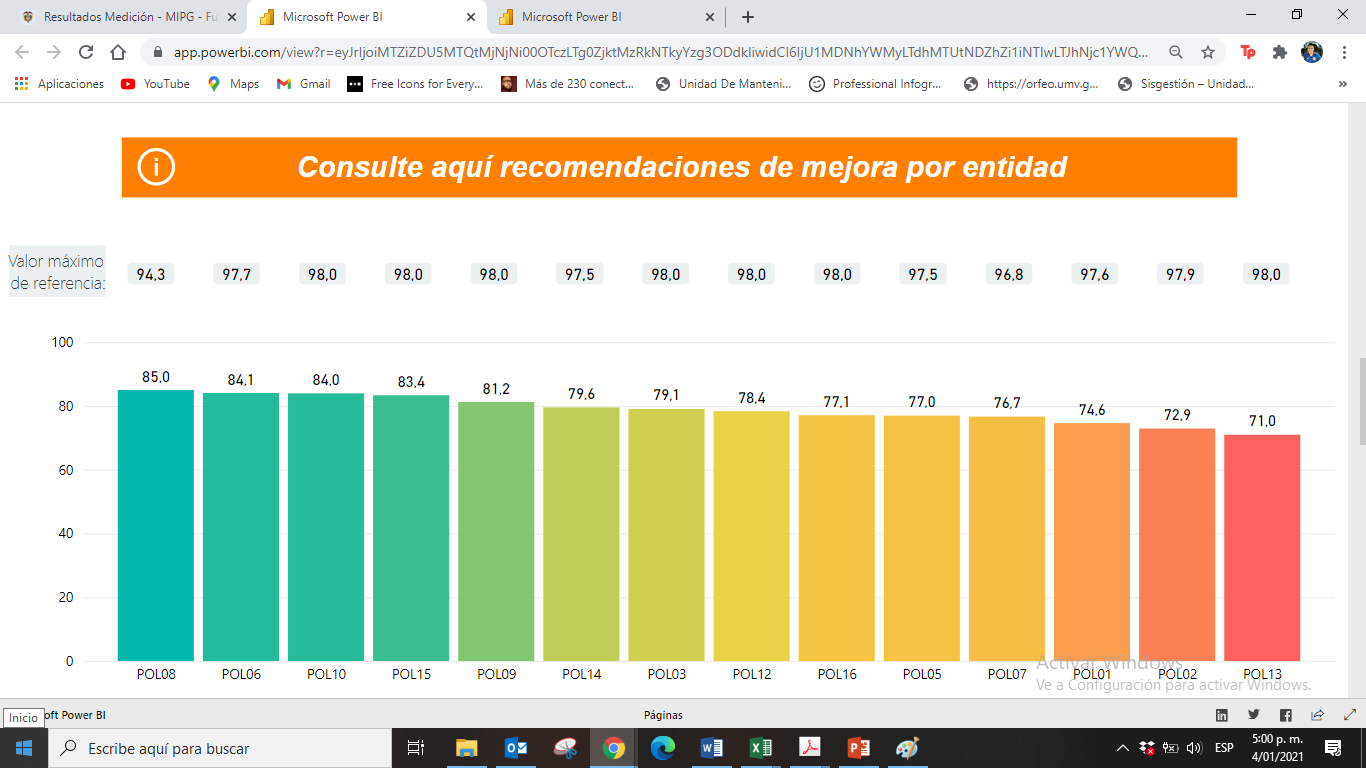 Resultados Medición - MIPG - Fu
Microsoft Power BI
Microsoft Power BI
app.powerbi.com/view?r=eyJrIjoiMTZiZDU5MTQtMjNjNi00OTczLTg0ZjktMzRkNTkyYzg3ODdkIiwidCI6IjU1MDNhYWMyLTdhMTUtNDZhZi1iNTIwLTJhNjc1YWQ...
Aplicaciones
YouTube
Maps
Gmail
Free Icons for Every...
Más de 230 conect...
Unidad De Manteni...
Professional Infogr...
https://orfeo.umv.g...
Sisgestión – Unidad...
Consulte aquí recomendaciones de mejora por entidad
Valor máximo
de referencia:
94,3 97,7 98,0 98,0 98,0 97,5 98,0 98,0 98,0 97,5 96,8 97,6 97,9 98,0
100
80
60
40
20
0
85,0 84,1 84,0 83,4 81,2 79,6 79,1 78,4 77,1 77,0 76,7 74,6 72,9 71,0
POL08 POL06 POL10 POL15 POL09 POL14 POL03 POL12 POL16 POL05 POL07 POL01 POL02 POL13
Activar Windows
Ve a Configuración para activar Windows.
Inicio
oft Power BI
Páginas
Escribe aquí para buscar
ESP
5:00 p. m.
4/01/2021